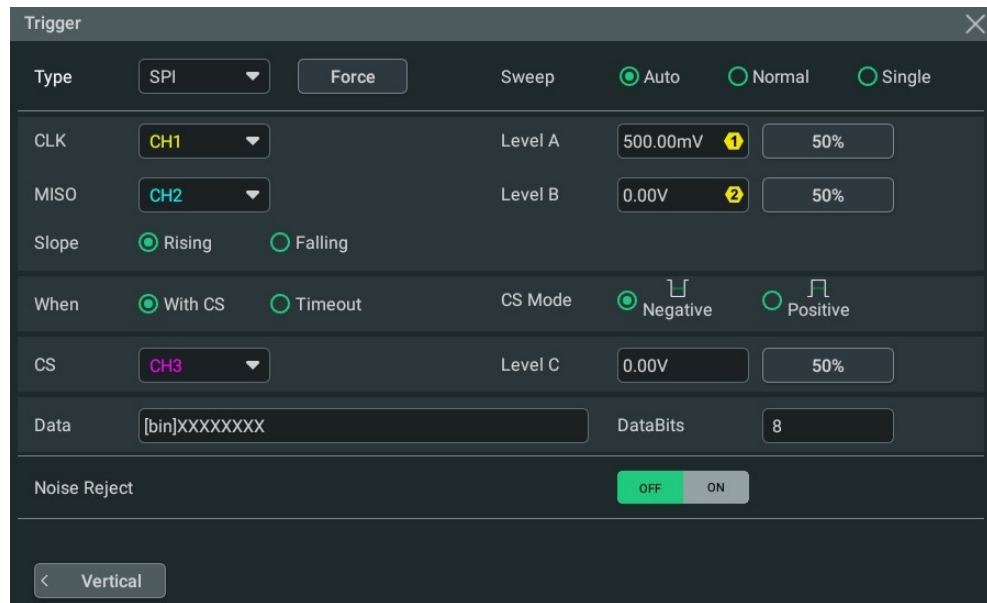 Trigger
Type SPI Force Sweep Auto Normal Single
CLK CH1 Level A 500.00mV 1 50%
MISO CH2 Level B 0.00V 2 50%
Slope Rising Falling
When With CS Timeout CS Mode Negative Positive
CS CH3 Level C 0.00V 50%
Data [bin]XXXXXXXX DataBits 8
Noise Reject OFF ON
< Vertical